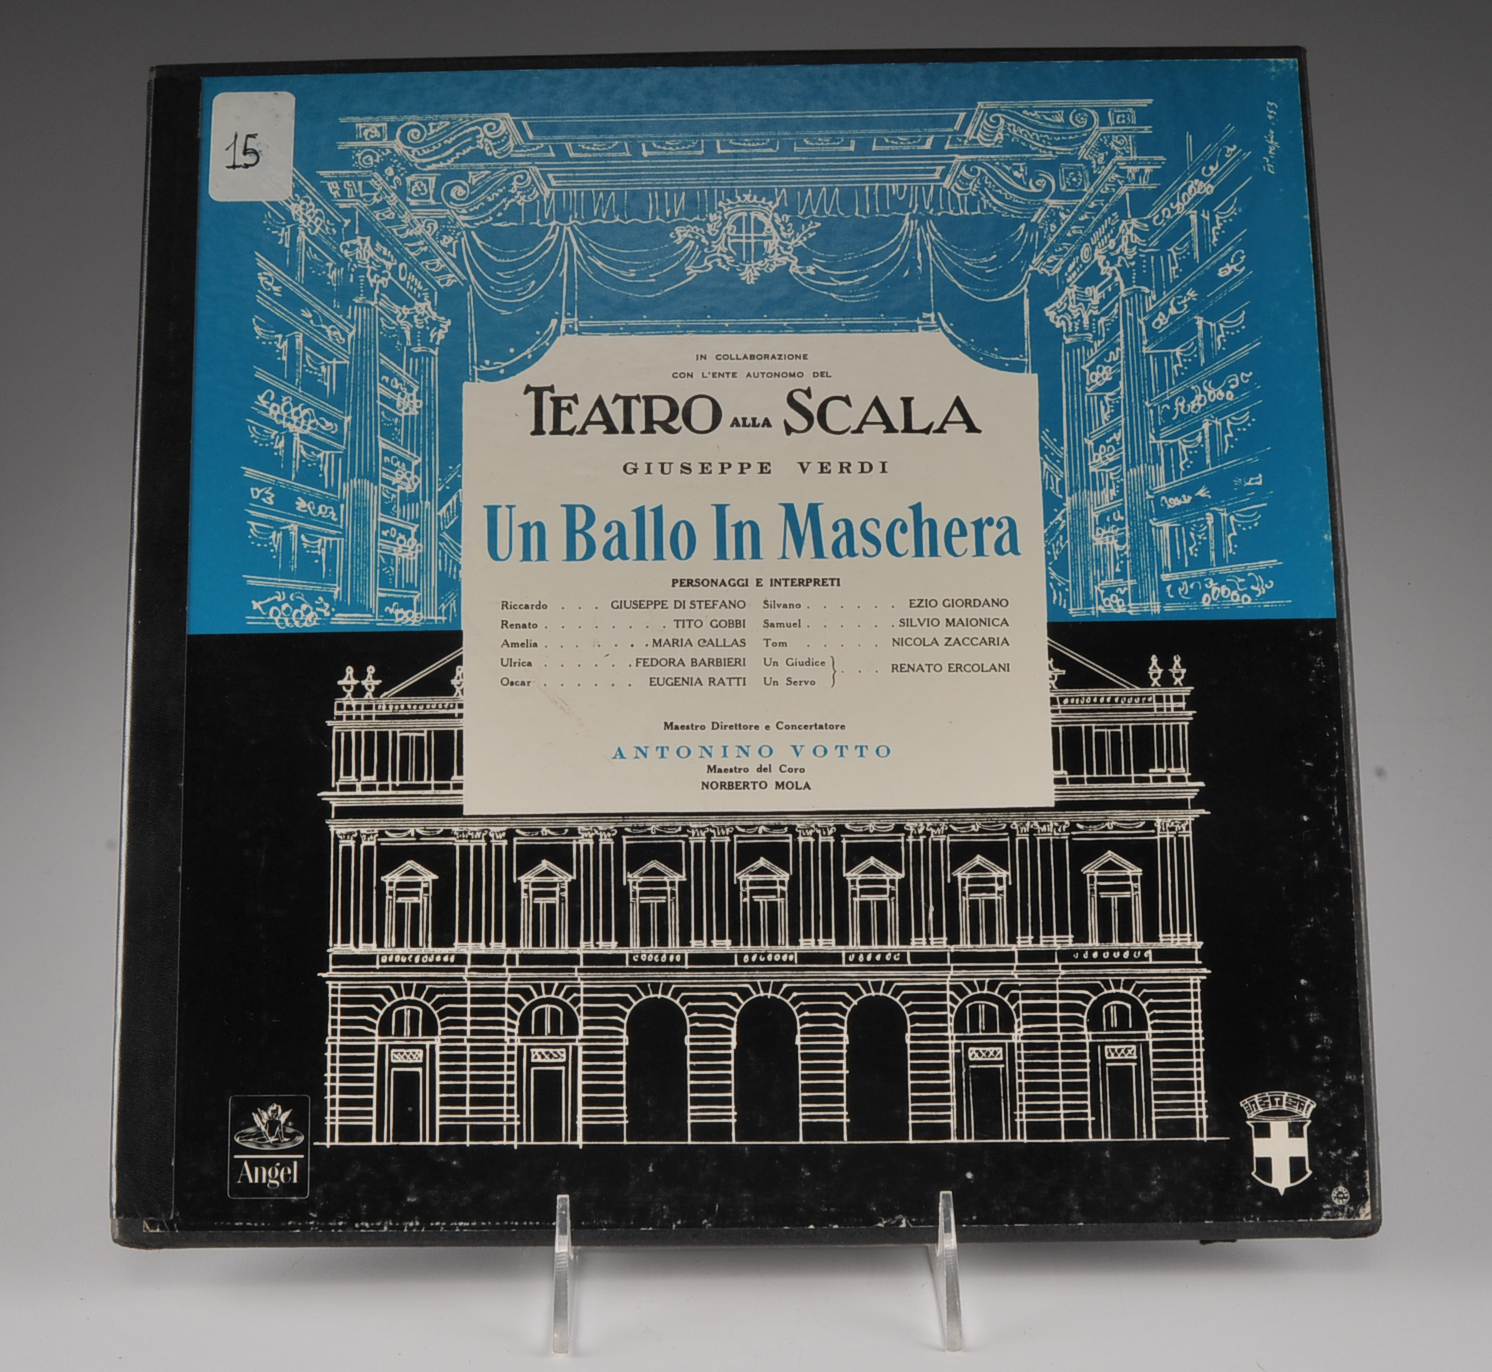 15
IN COLLABORAZIONE
CON L'ENTE AUTONOMO DEL
TEATRO ALLA SCALA
GIUSEPPE VERDI
Un Ballo In Maschera
PERSONAGGI E INTERPRETI
Riccardo . . . GIUSEPPE DI STEFANO
Renato . . . . . . . . TITO GOBBI
Amelia . . . . . . . MARIA CALLAS
Ulrica . . . . . . FEDORA BARBIERI
Oscar . . . . . . EUGENIA RATTI
Silvano . . . . . . EZIO GIORDANO
Samuel . . . . . . SILVIO MAIONICA
Tom . . . . . NICOLA ZACCARIA
Un Giudice
Un Servo } . . . RENATO ERCOLANI
Maestro Direttore e Concertatore
ANTONINO VOTTO
Maestro del Coro
NORBERTO MOLA
Angel